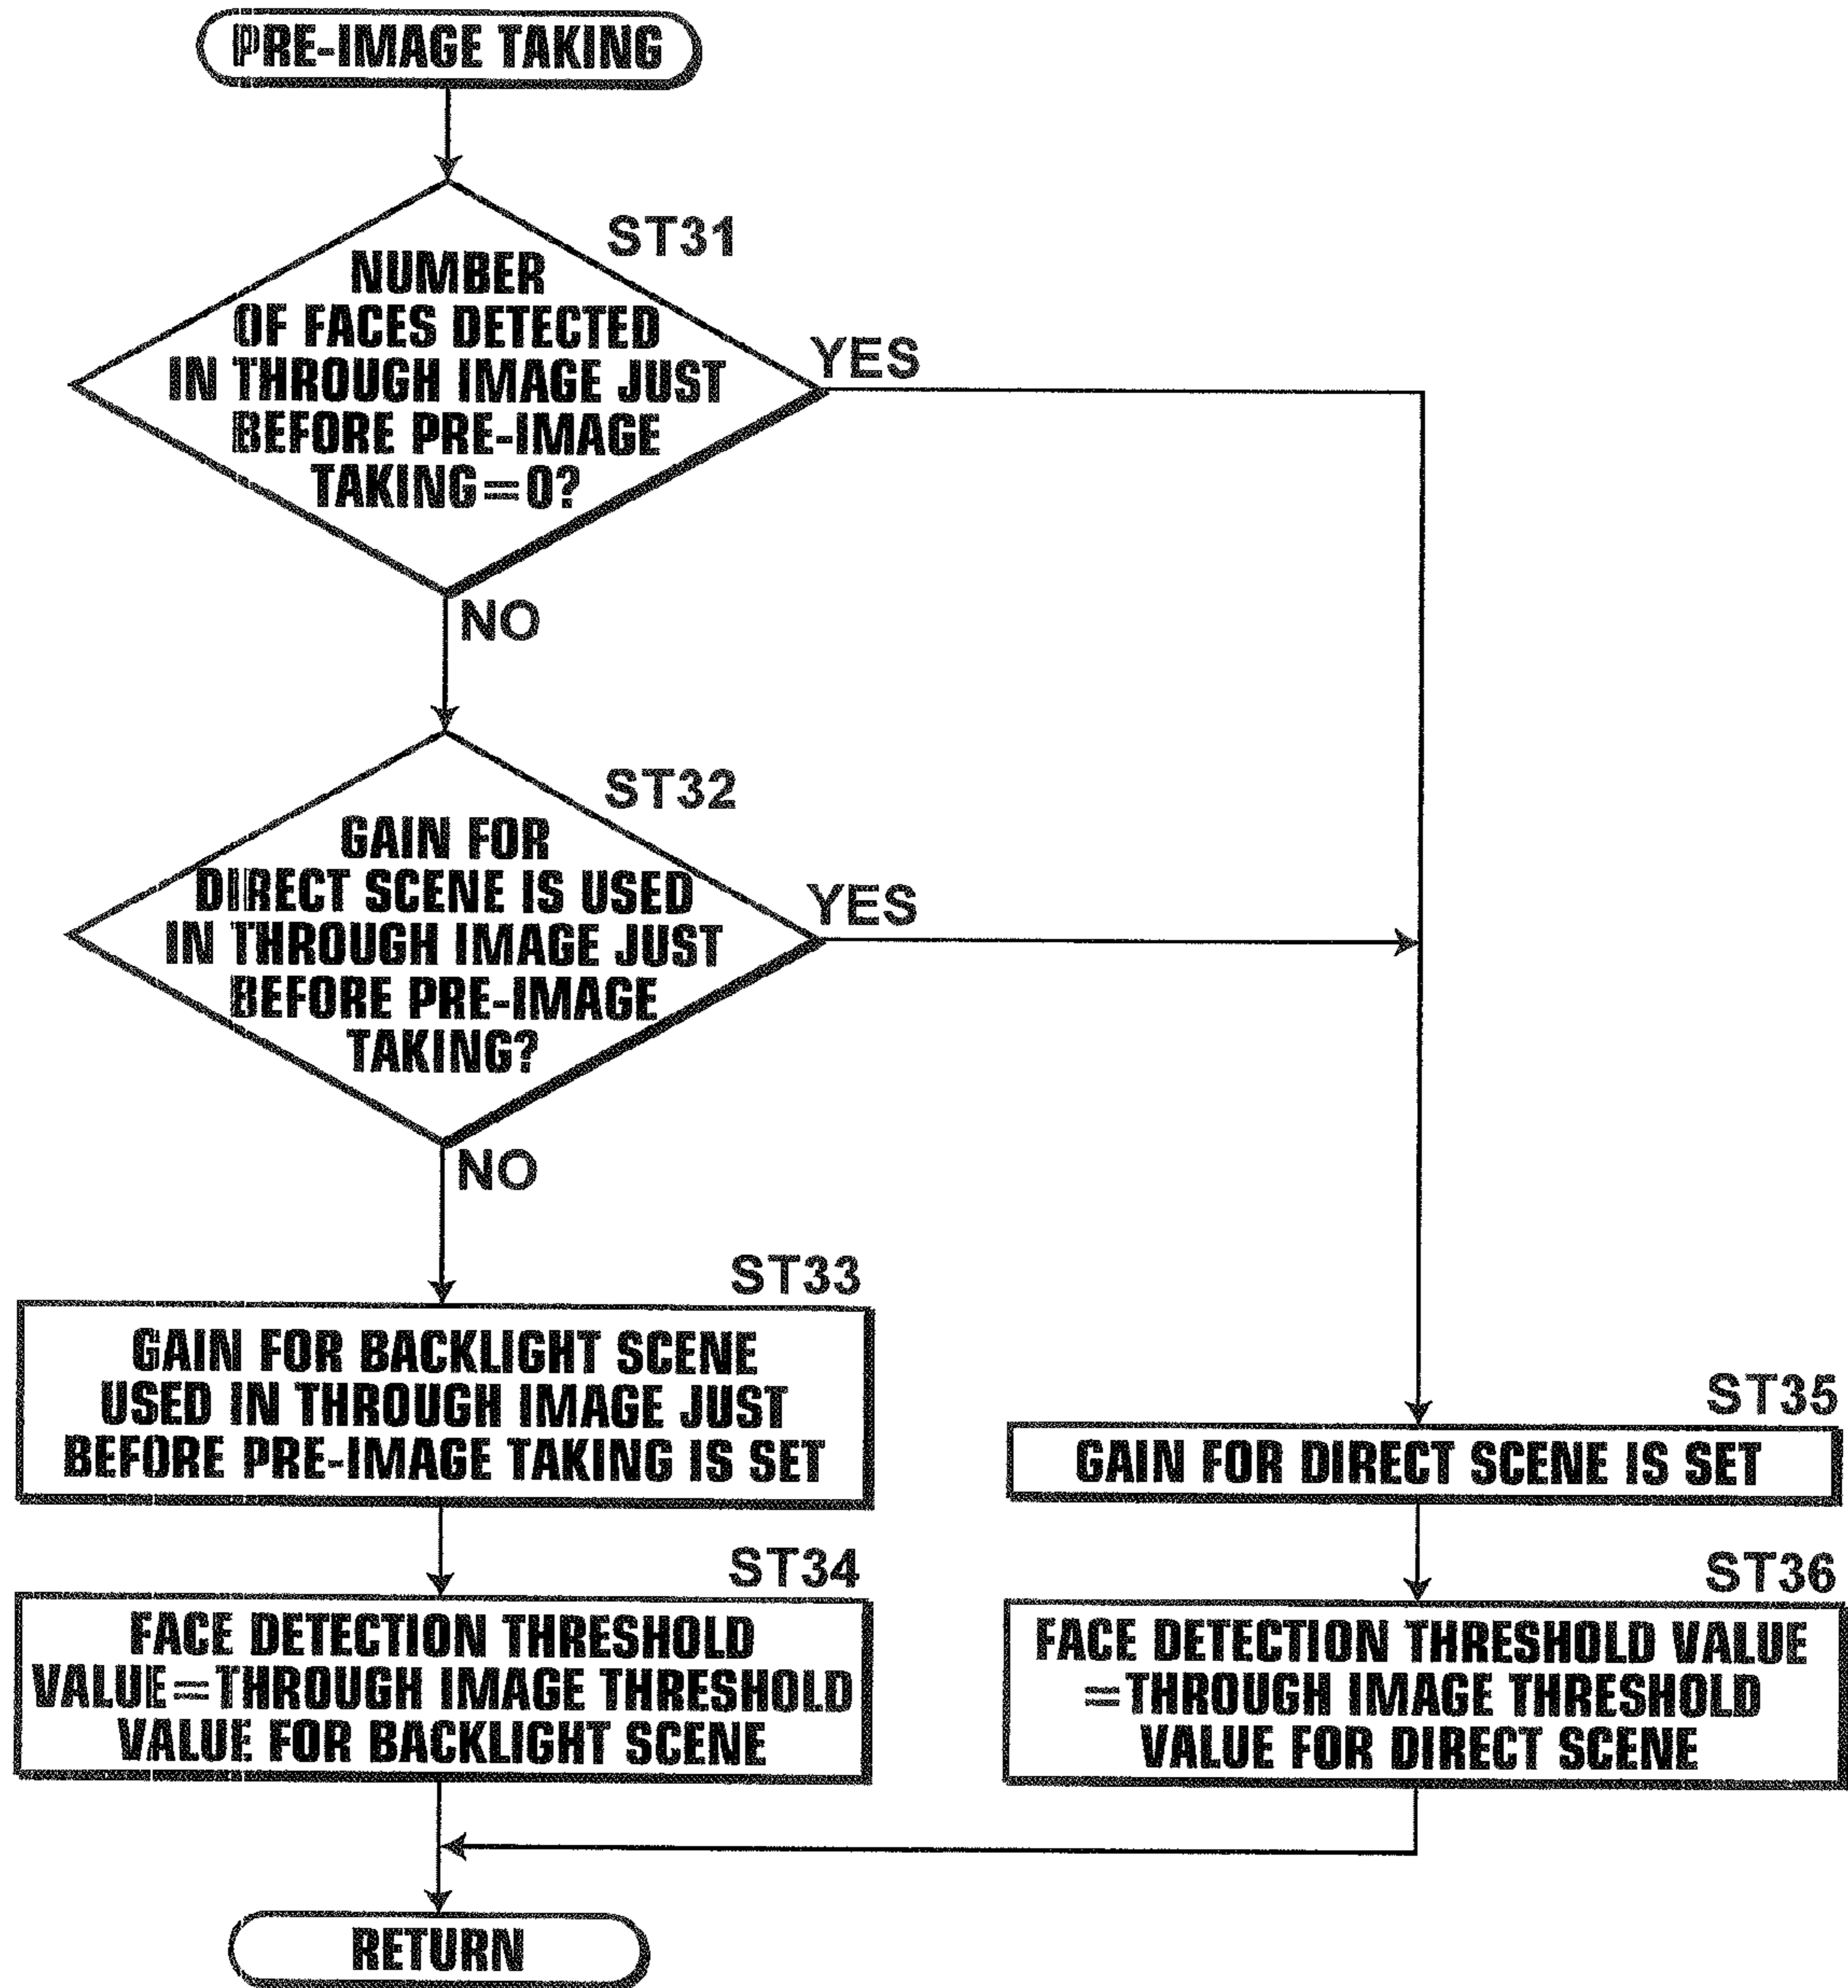 PRE-IMAGE TAKING
ST31
NUMBER
OF FACES DETECTED
IN THROUGH IMAGE JUST
BEFORE PRE-IMAGE
TAKING=0?
YES
NO
ST32
GAIN FOR
DIRECT SCENE IS USED
IN THROUGH IMAGE JUST
BEFORE PRE-IMAGE
TAKING?
YES
NO
ST33
GAIN FOR BACKLIGHT SCENE
USED IN THROUGH IMAGE JUST
BEFORE PRE-IMAGE TAKING IS SET
ST34
FACE DETECTION THRESHOLD
VALUE=THROUGH IMAGE THRESHOLD
VALUE FOR BACKLIGHT SCENE
ST35
GAIN FOR DIRECT SCENE IS SET
ST36
FACE DETECTION THRESHOLD VALUE
=THROUGH IMAGE THRESHOLD
VALUE FOR DIRECT SCENE
RETURN